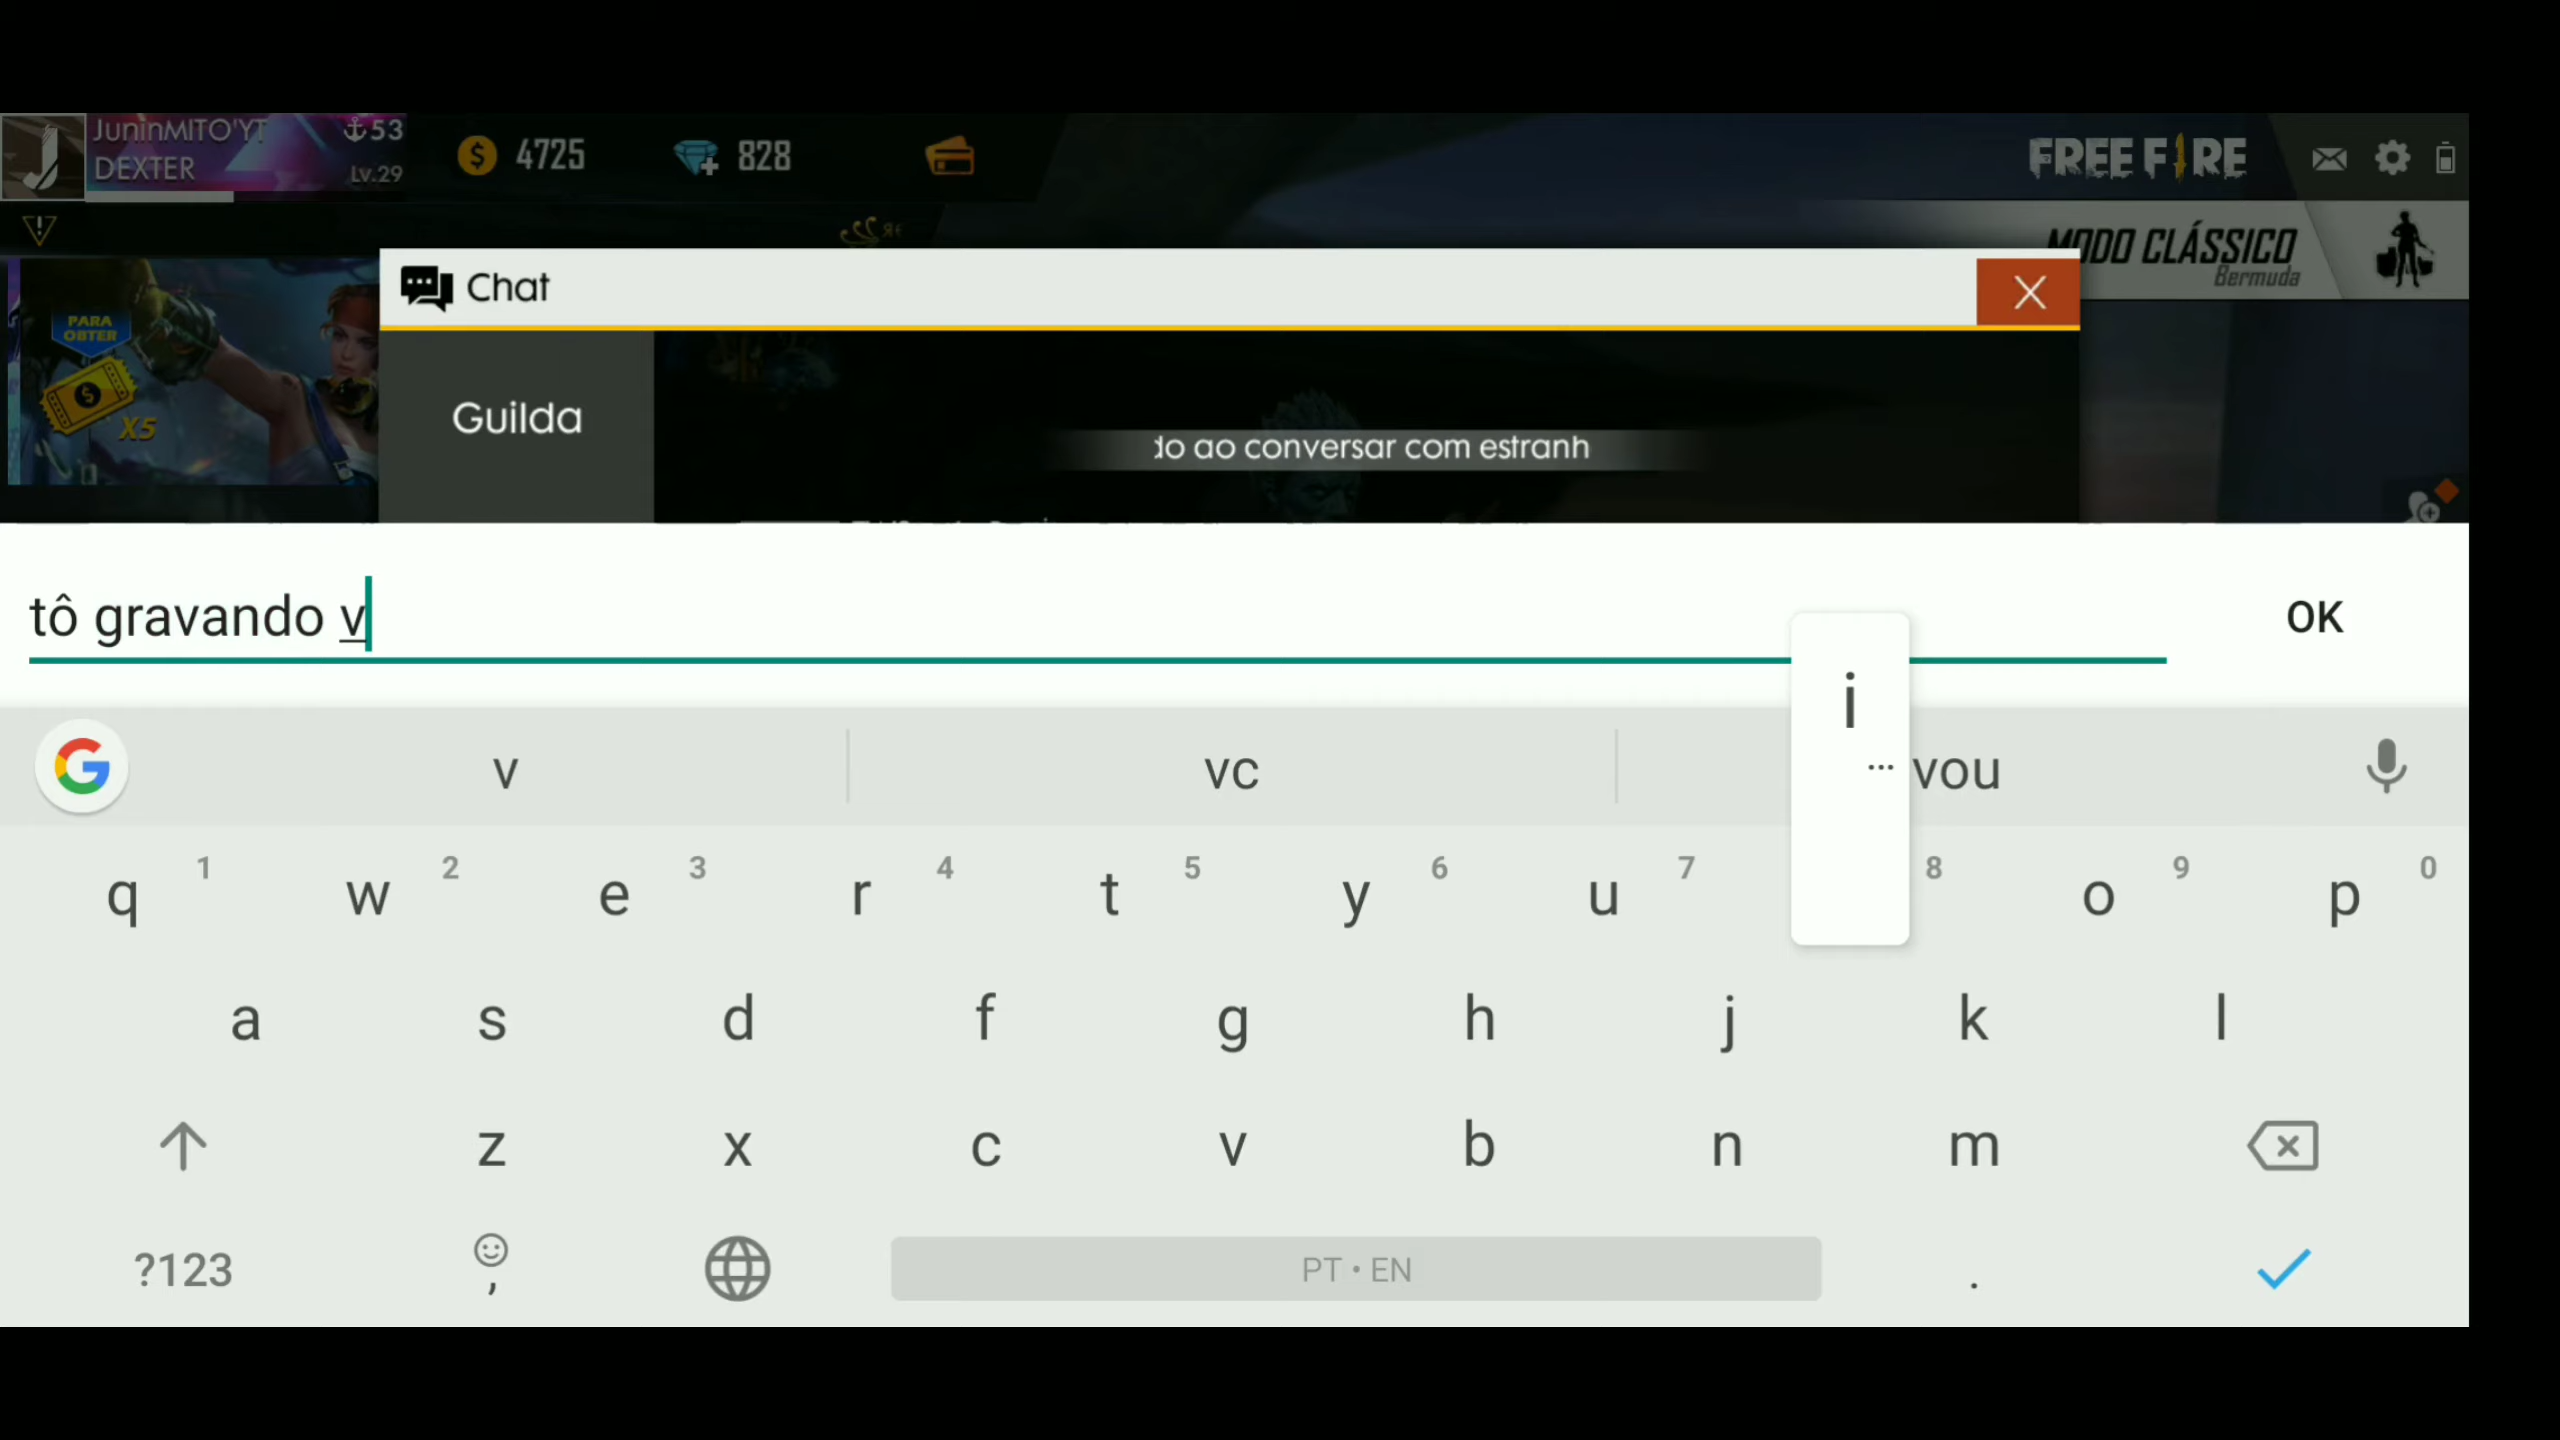 JuninMITO'YT 53
DEXTER Lv.29
4725
828
FREE FIRE
MODO CLÁSSICO
Bermuda
Chat
PARA
OBTER
X5
Guilda
ao conversar com estranh
tô gravando v
OK
i
v vc vou
q 1 w 2 e 3 r 4 t 5 y 6 u 7 8 o 9 p 0
a s d f g h j k l
z x c v b n m
?123 , PT • EN .